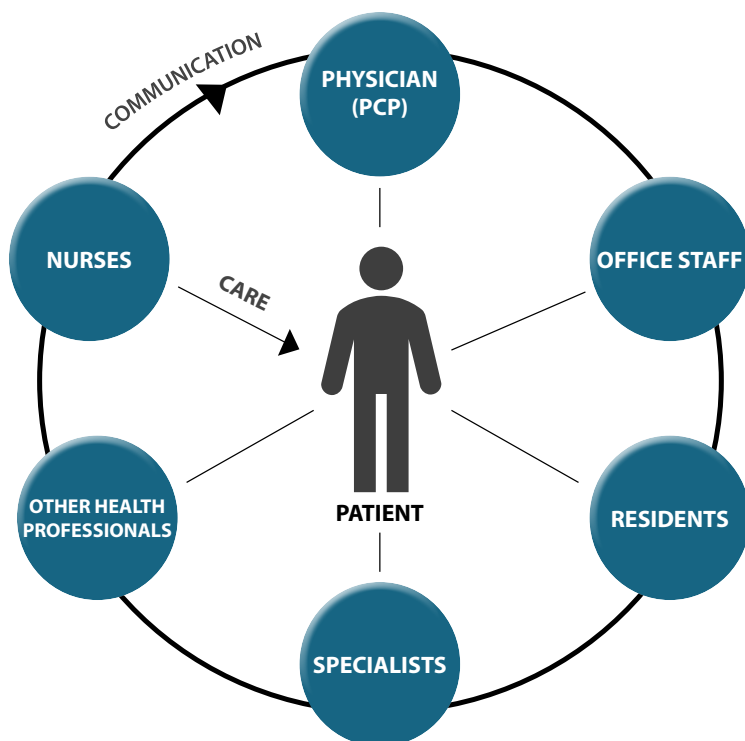 COMMUNICATION
PHYSICIAN
(PCP)
NURSES
OFFICE STAFF
CARE
OTHER HEALTH
PROFESSIONALS
PATIENT
RESIDENTS
SPECIALISTS